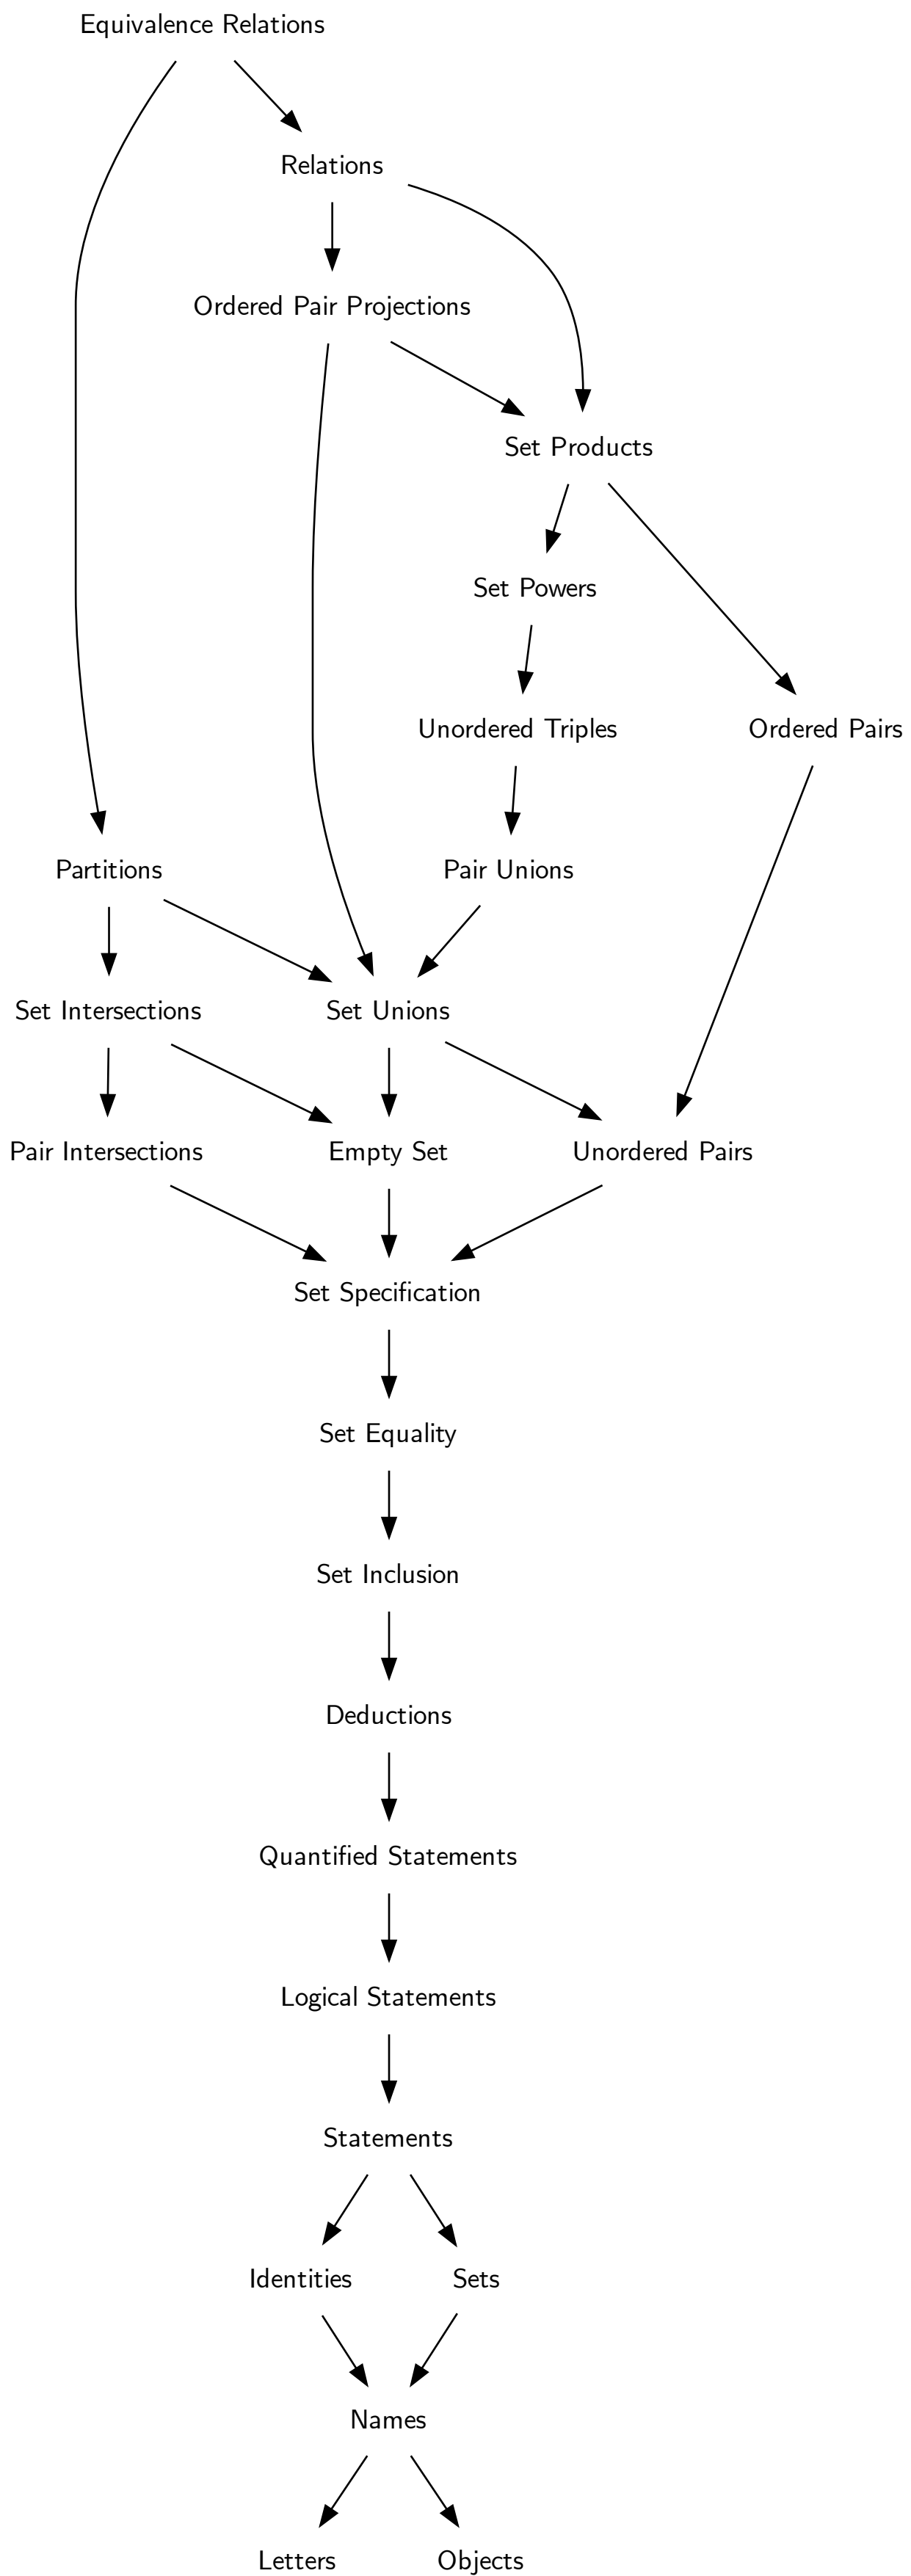 Equivalence Relations
Relations
Ordered Pair Projections
Set Products
Set Powers
Unordered Triples
Ordered Pairs
Partitions
Pair Unions
Set Intersections
Set Unions
Pair Intersections
Empty Set
Unordered Pairs
Set Specification
Set Equality
Set Inclusion
Deductions
Quantified Statements
Logical Statements
Statements
Identities
Sets
Names
Letters
Objects